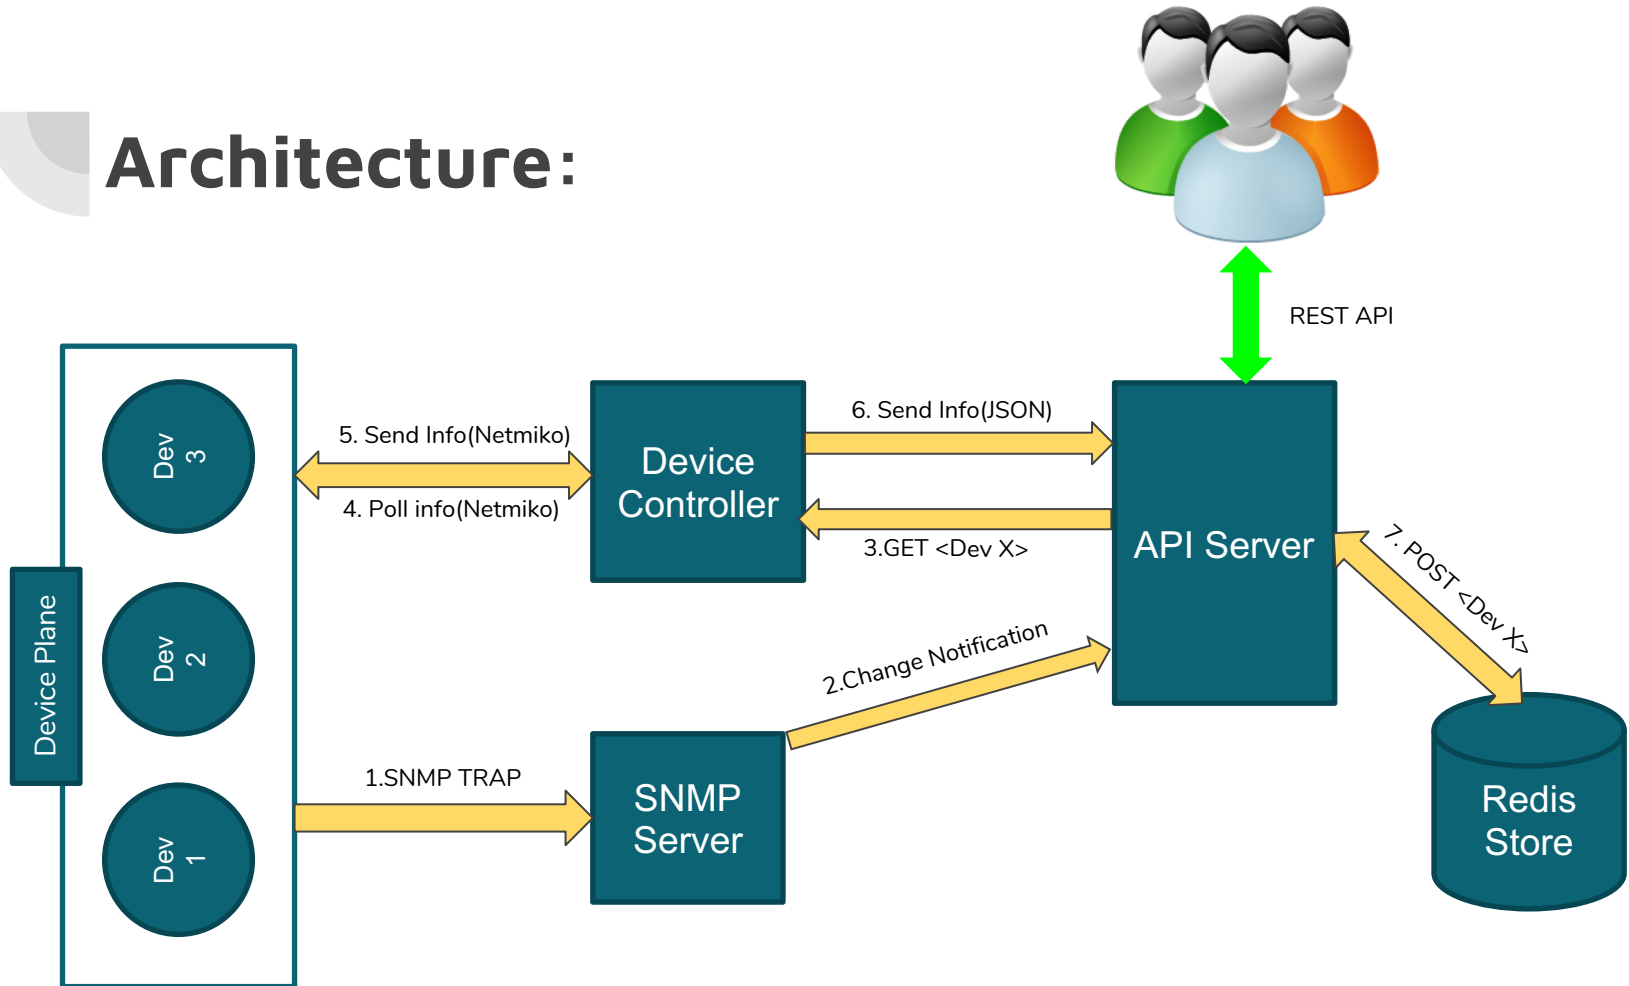 Architecture:
REST API
Dev
3
5. Send Info(Netmiko)
4. Poll info(Netmiko)
Device
Controller
6. Send Info(JSON)
3.GET <Dev X>
API Server
7. POST <Dev X>
Device Plane
Dev
2
2.Change Notification
1.SNMP TRAP
SNMP
Server
Redis
Store
Dev
1